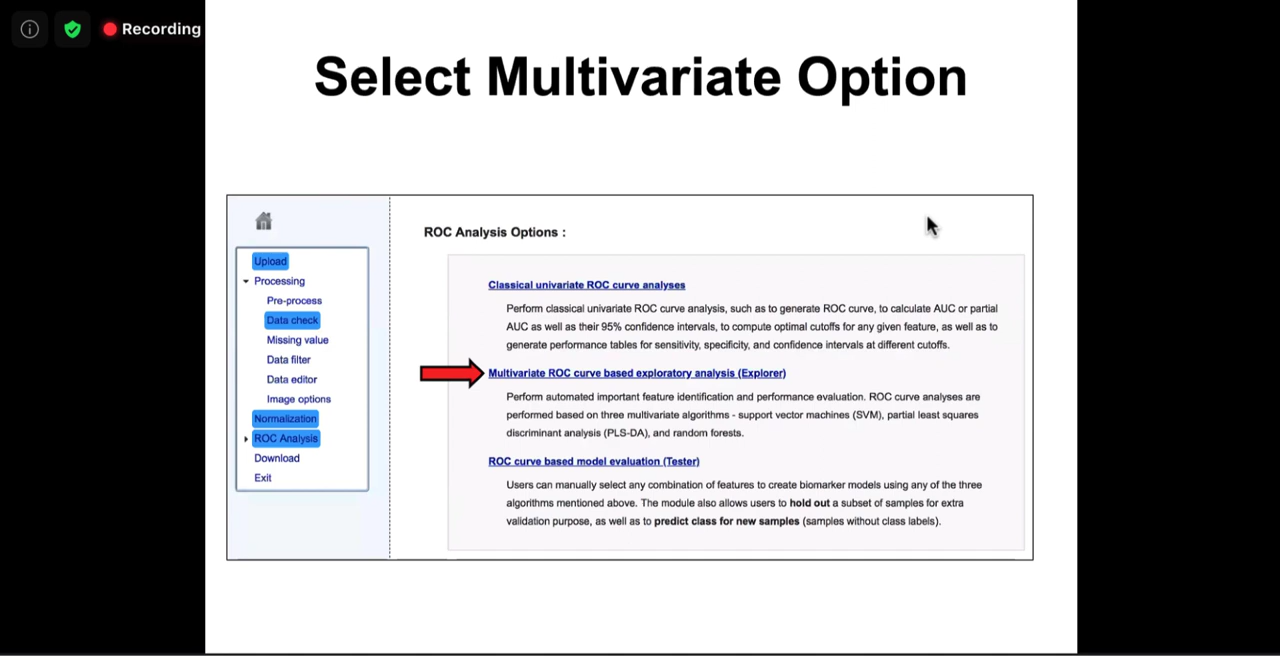 Recording
Select Multivariate Option
Upload
Processing
Pre-process
Data check
Missing value
Data filter
Data editor
Image options
Normalization
ROC Analysis
Download
Exit
ROC Analysis Options :
Classical univariate ROC curve analyses
Perform classical univariate ROC curve analysis, such as to generate ROC curve, to calculate AUC or partial
AUC as well as their 95% confidence intervals, to compute optimal cutoffs for any given feature, as well as to
generate performance tables for sensitivity, specificity, and confidence intervals at different cutoffs.
Multivariate ROC curve based exploratory analysis (Explorer)
Perform automated important feature identification and performance evaluation. ROC curve analyses are
performed based on three multivariate algorithms - support vector machines (SVM), partial least squares
discriminant analysis (PLS-DA), and random forests.
ROC curve based model evaluation (Tester)
Users can manually select any combination of features to create biomarker models using any of the three
algorithms mentioned above. The module also allows users to hold out a subset of samples for extra
validation purpose, as well as to predict class for new samples (samples without class labels).